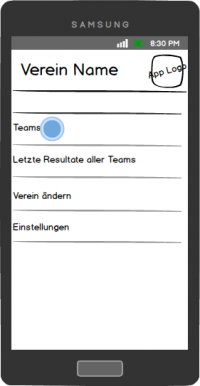 SAMSUNG
8:30 PM
Verein Name
App Logo
Teams
Letzte Resultate aller Teams
Verein ändern
Einstellungen